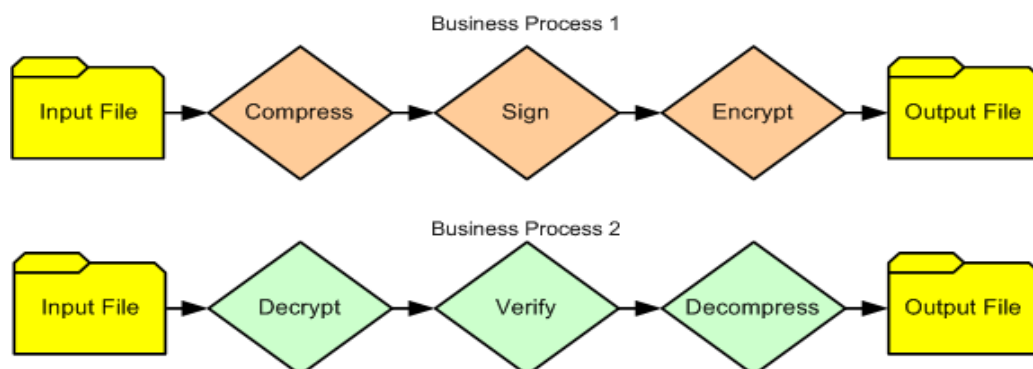 Business Process 1
Input File
Compress
Sign
Encrypt
Output File
Business Process 2
Input File
Decrypt
Verify
Decompress
Output File